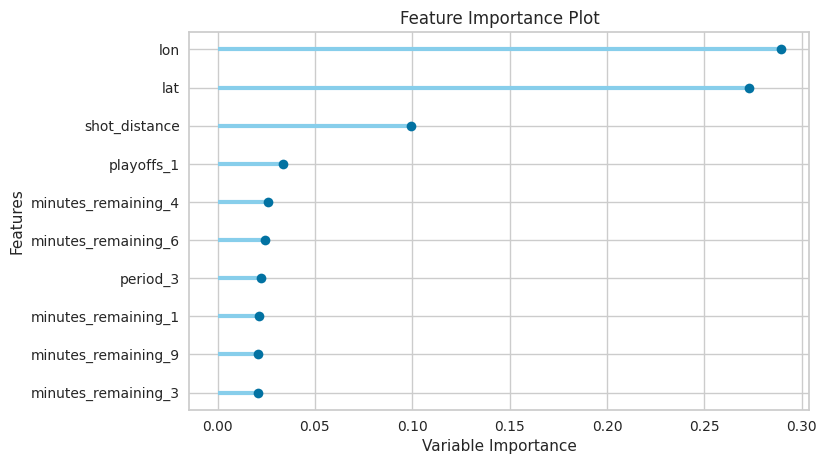 Feature Importance Plot
Features
lon
lat
shot_distance
playoffs_1
minutes_remaining_4
minutes_remaining_6
period_3
minutes_remaining_1
minutes_remaining_9
minutes_remaining_3
0.00 0.05 0.10 0.15 0.20 0.25 0.30
Variable Importance